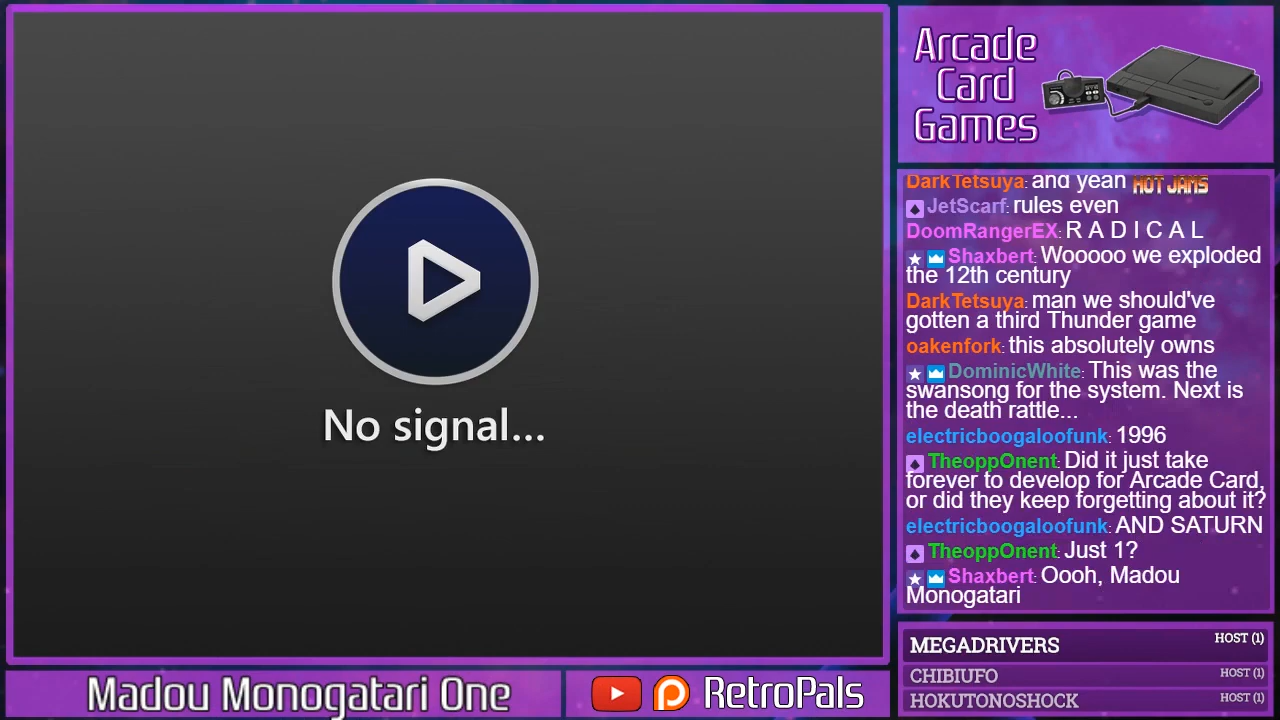 No signal...
Madou Monogatari One
RetroPals
Arcade
Card
Games
DarkTetsuya: and yeah HOT JAMS
JetScarf: rules even
DoomRangerEX: R A D I C A L
Shaxbert: Wooooo we exploded
the 12th century
DarkTetsuya: man we should've
gotten a third Thunder game
oakenfork: this absolutely owns
DominicWhite: This was the
swansong for the system. Next is
the death rattle...
electricboogaloofunk: 1996
TheoppOnent: Did it just take
forever to develop for Arcade Card,
or did they keep forgetting about it?
electricboogaloofunk: AND SATURN
TheoppOnent: Just 1?
Shaxbert: Oooh, Madou
Monogatari
MEGADRIVERS HOST (1)
CHIBIUFO HOST (1)
HOKUTONOSHOCK HOST (1)